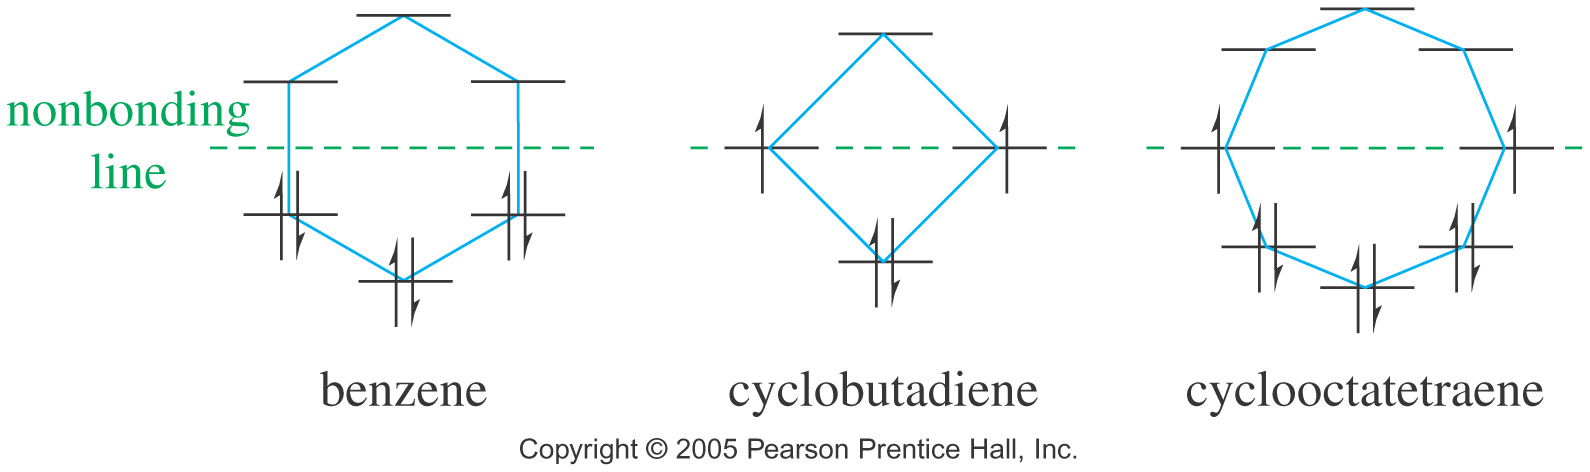 nonbonding
line
benzene
cyclobutadiene
cyclooctatetraene
Copyright © 2005 Pearson Prentice Hall, Inc.